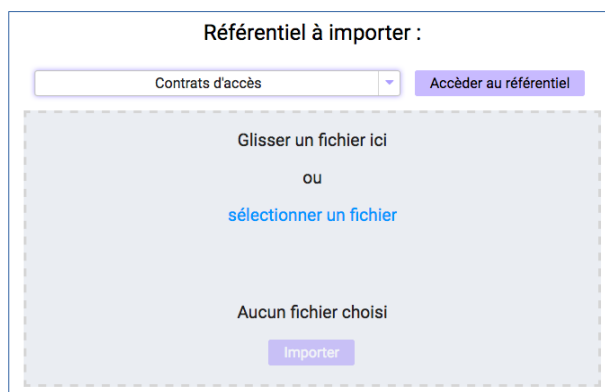 Référentiel à importer :
Contrats d'accès
Accèder au référentiel
Glisser un fichier ici
ou
sélectionner un fichier
Aucun fichier choisi
Importer